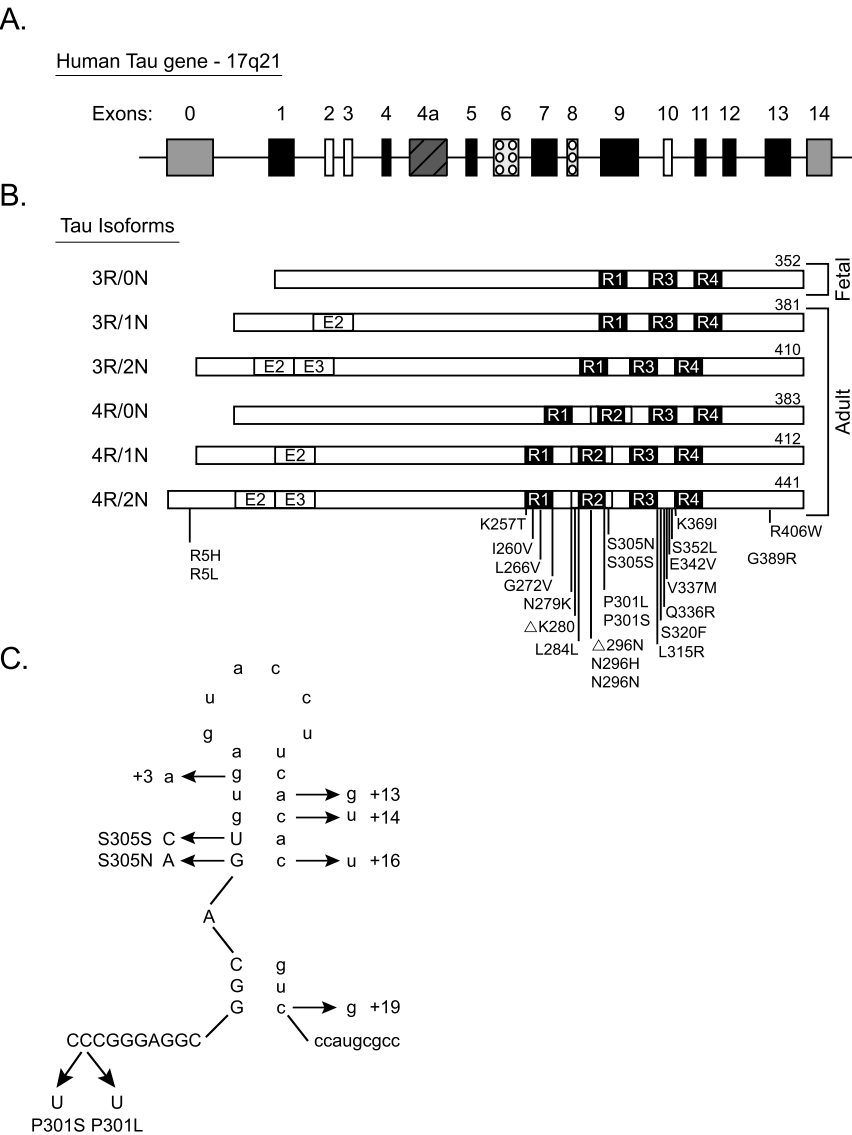 A.
Human Tau gene - 17q21
Exons: 0 1 2 3 4 4a 5 6 7 8 9 10 11 12 13 14
B.
Tau Isoforms
3R/0N R1 R3 R4 352
3R/1N E2 R1 R3 R4 381
3R/2N E2 E3 R1 R3 R4 410
4R/0N R1 R2 R3 R4 383
4R/1N E2 R1 R2 R3 R4 412
4R/2N E2 E3 R1 R2 R3 R4 441
Fetal
Adult
R5H
R5L
K257T
I260V
L266V
G272V
N279K
△K280
L284L
S305N
S305S
P301L
P301S
△296N
N296H
N296N
K369I
S352L
E342V
V337M
Q336R
S320F
L315R
R406W
G389R
C.
a c
u c
g u
a u
+3 a g c
u a g +13
g c u +14
S305S C U a
S305N A G c u +16
A
C g
G u
G c g +19
CCCGGGAGGC ccaugcgcc
U U
P301S P301L